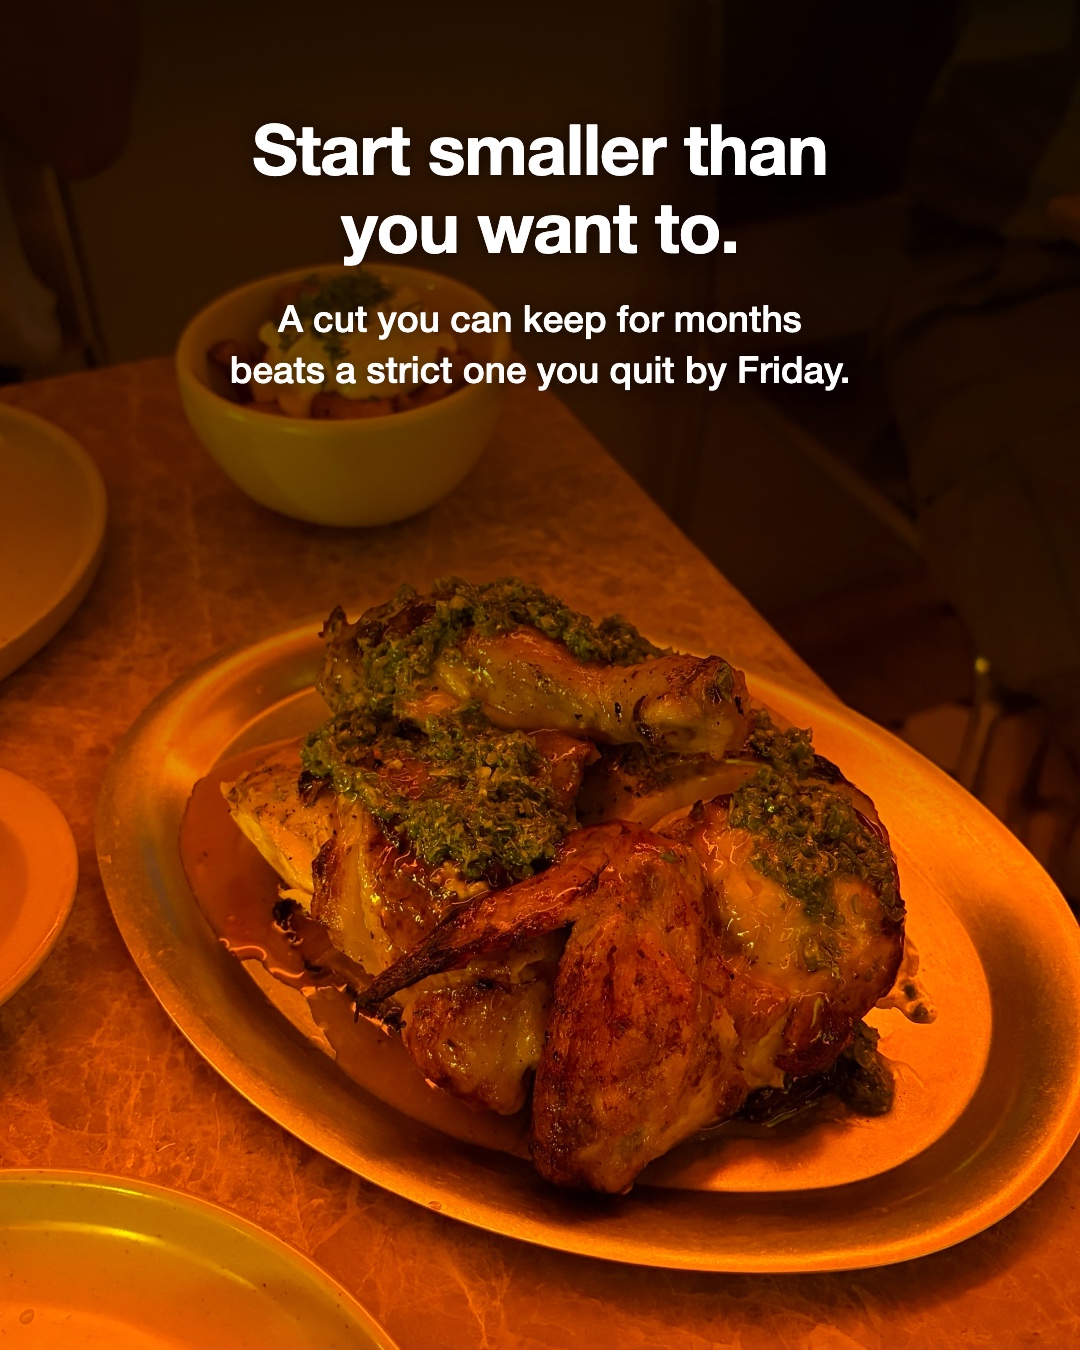 Start smaller than
you want to.
A cut you can keep for months
beats a strict one you quit by Friday.